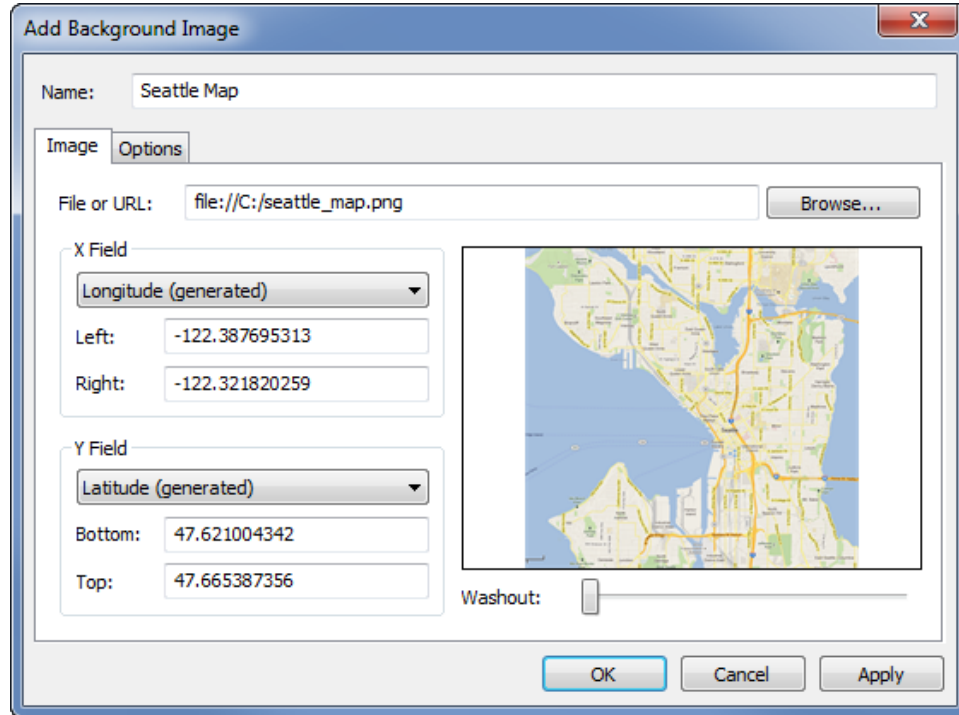 Add Background Image
Name: Seattle Map
Image Options
File or URL: file://C:/seattle_map.png Browse...
X Field
Longitude (generated)
Left: -122.387695313
Right: -122.321820259
Y Field
Latitude (generated)
Bottom: 47.621004342
Top: 47.665387356
Seattle
Washout:
OK Cancel Apply